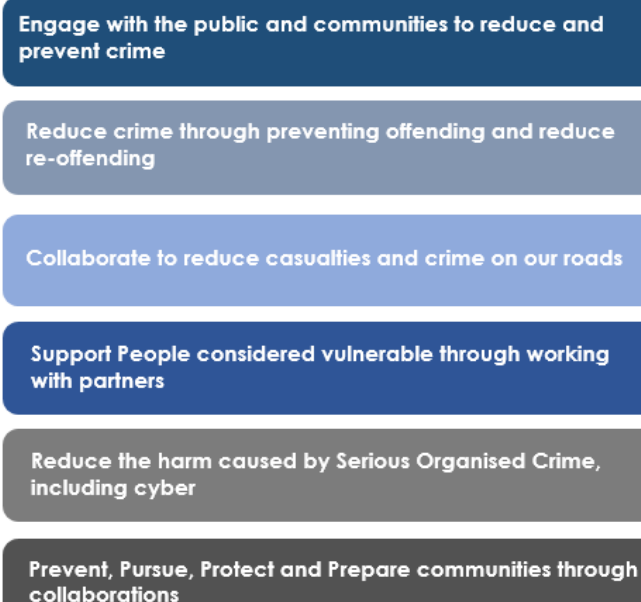 Engage with the public and communities to reduce and
prevent crime
Reduce crime through preventing offending and reduce
re-offending
Collaborate to reduce casualties and crime on our roads
Support People considered vulnerable through working
with partners
Reduce the harm caused by Serious Organised Crime,
including cyber
Prevent, Pursue, Protect and Prepare communities through
collaborations